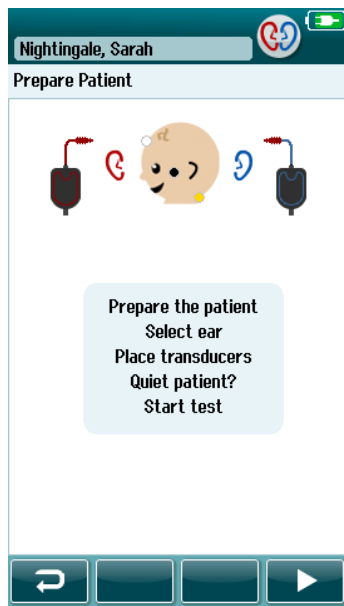 Nightingale, Sarah
Prepare Patient
Prepare the patient
Select ear
Place transducers
Quiet patient?
Start test